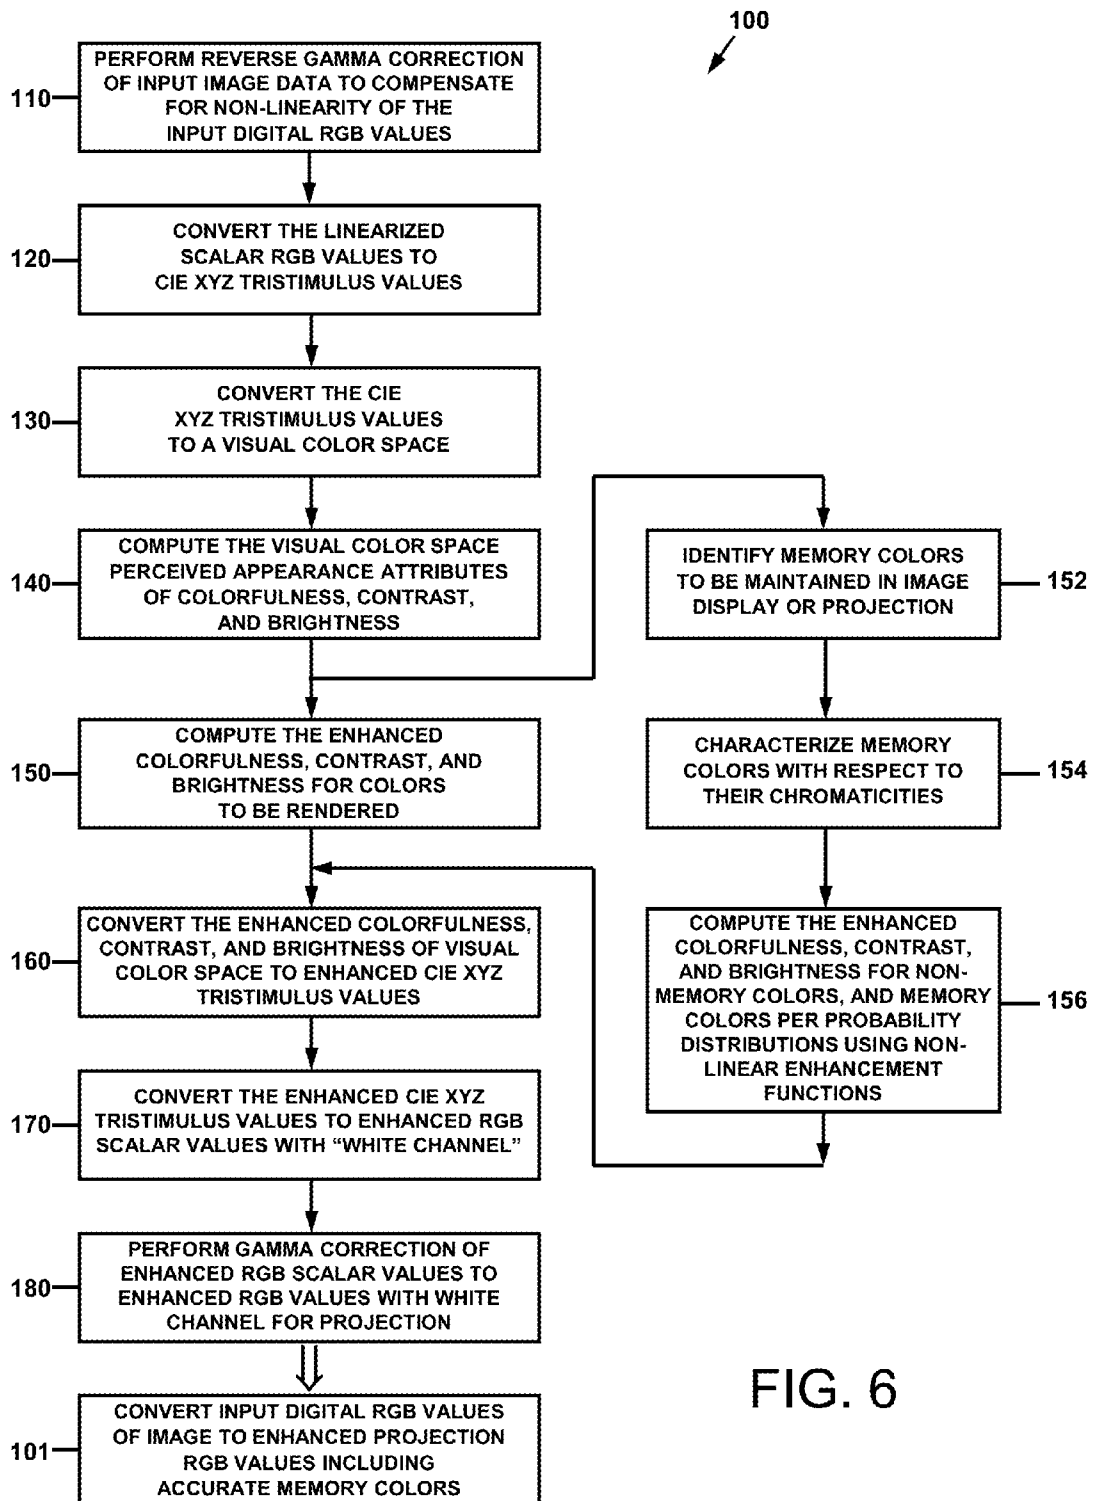 100
PERFORM REVERSE GAMMA CORRECTION
OF INPUT IMAGE DATA TO COMPENSATE
FOR NON-LINEARITY OF THE
INPUT DIGITAL RGB VALUES
110
CONVERT THE LINEARIZED
SCALAR RGB VALUES TO
CIE XYZ TRISTIMULUS VALUES
120
CONVERT THE CIE
XYZ TRISTIMULUS VALUES
TO A VISUAL COLOR SPACE
130
COMPUTE THE VISUAL COLOR SPACE
PERCEIVED APPEARANCE ATTRIBUTES
OF COLORFULNESS, CONTRAST,
AND BRIGHTNESS
140
IDENTIFY MEMORY COLORS
TO BE MAINTAINED IN IMAGE
DISPLAY OR PROJECTION
152
COMPUTE THE ENHANCED
COLORFULNESS, CONTRAST, AND
BRIGHTNESS FOR COLORS
TO BE RENDERED
150
CHARACTERIZE MEMORY
COLORS WITH RESPECT TO
THEIR CHROMATICITIES
154
CONVERT THE ENHANCED COLORFULNESS,
CONTRAST, AND BRIGHTNESS OF VISUAL
COLOR SPACE TO ENHANCED CIE XYZ
TRISTIMULUS VALUES
160
COMPUTE THE ENHANCED
COLORFULNESS, CONTRAST,
AND BRIGHTNESS FOR NON-
MEMORY COLORS, AND MEMORY
COLORS PER PROBABILITY
DISTRIBUTIONS USING NON-
LINEAR ENHANCEMENT
FUNCTIONS
156
CONVERT THE ENHANCED CIE XYZ
TRISTIMULUS VALUES TO ENHANCED RGB
SCALAR VALUES WITH “WHITE CHANNEL”
170
PERFORM GAMMA CORRECTION OF
ENHANCED RGB SCALAR VALUES TO
ENHANCED RGB VALUES WITH WHITE
CHANNEL FOR PROJECTION
180
CONVERT INPUT DIGITAL RGB VALUES
OF IMAGE TO ENHANCED PROJECTION
RGB VALUES INCLUDING
ACCURATE MEMORY COLORS
101
FIG. 6